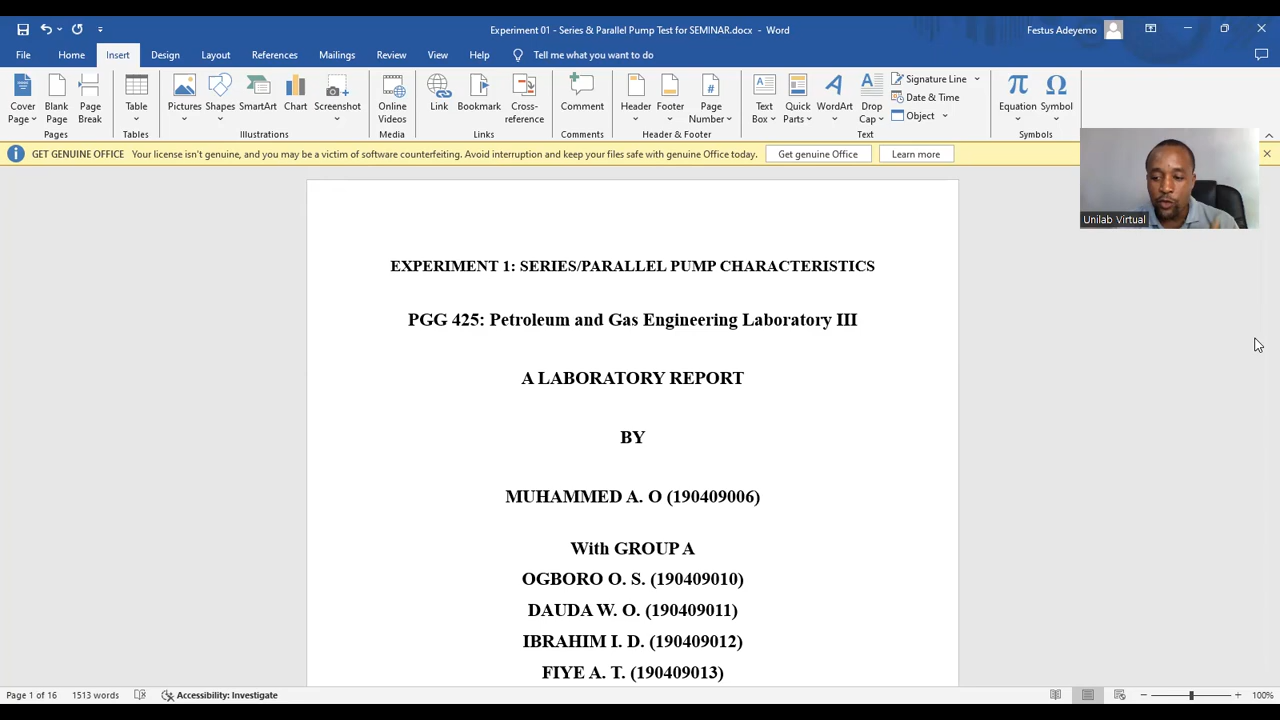 Experiment 01 - Series & Parallel Pump Test for SEMINAR.docx - Word
Festus Adeyemo
File Home Insert Design Layout References Mailings Review View Help Tell me what you want to do
Cover Page
Blank Page
Page Break
Table
Pictures
Shapes
SmartArt
Chart
Screenshot
Online Videos
Link
Bookmark
Cross-reference
Comment
Header
Footer
Page Number
Text Box
Quick Parts
WordArt
Drop Cap
Signature Line
Date & Time
Object
Equation
Symbol
Pages Tables Illustrations Media Links Comments Header & Footer Text Symbols
GET GENUINE OFFICE Your license isn't genuine, and you may be a victim of software counterfeiting. Avoid interruption and keep your files safe with genuine Office today. Get genuine Office Learn more
Unilab Virtual
EXPERIMENT 1: SERIES/PARALLEL PUMP CHARACTERISTICS
PGG 425: Petroleum and Gas Engineering Laboratory III
A LABORATORY REPORT
BY
MUHAMMED A. O (190409006)
With GROUP A
OGBORO O. S. (190409010)
DAUDA W. O. (190409011)
IBRAHIM I. D. (190409012)
FIYE A. T. (190409013)
Page 1 of 16 1513 words Accessibility: Investigate 100%